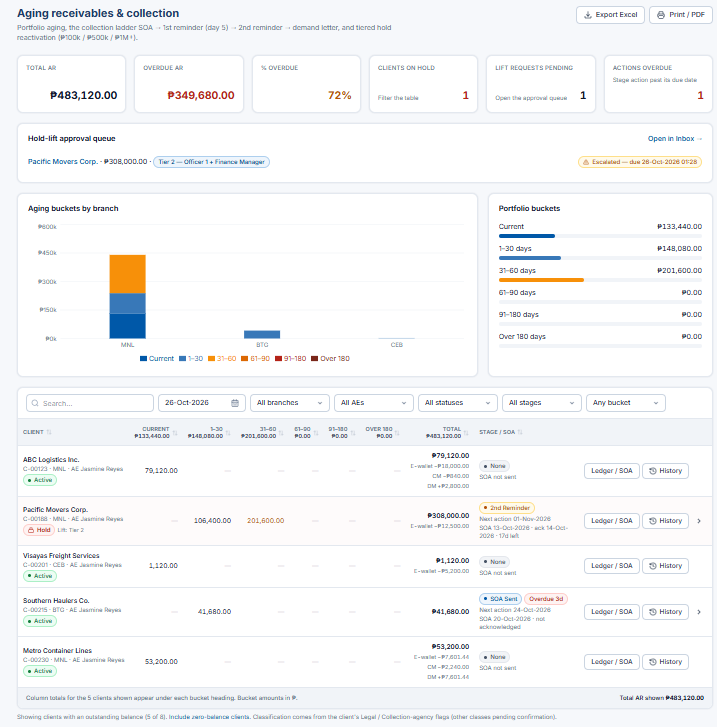 Aging receivables & collection
Portfolio aging, the collection ladder SOA → 1st reminder (day 5) → 2nd reminder → demand letter, and tiered hold
reactivation (₱100k / ₱500k / ₱1M+).
Export Excel
Print / PDF
TOTAL AR
₱483,120.00
OVERDUE AR
₱349,680.00
% OVERDUE
72%
CLIENTS ON HOLD
Filter the table
1
LIFT REQUESTS PENDING
Open the approval queue
1
ACTIONS OVERDUE
Stage action past its due date
1
Hold-lift approval queue
Open in Inbox →
Pacific Movers Corp. · ₱308,000.00 · Tier 2 — Officer 1 + Finance Manager
Escalated — due 26-Oct-2026 01:28
Aging buckets by branch
₱600k
₱450k
₱300k
₱150k
₱0k
MNL BTG CEB
Current 1–30 31–60 61–90 91–180 Over 180
Portfolio buckets
Current ₱133,440.00
1–30 days ₱148,080.00
31–60 days ₱201,600.00
61–90 days ₱0.00
91–180 days ₱0.00
Over 180 days ₱0.00
Search...
26-Oct-2026
All branches
All AEs
All statuses
All stages
Any bucket
CLIENT
CURRENT
₱133,440.00
1–30
₱148,080.00
31–60
₱201,600.00
61–90
₱0.00
91–180
₱0.00
OVER 180
₱0.00
TOTAL
₱483,120.00
STAGE / SOA
ABC Logistics Inc.
C-00123 · MNL · AE Jasmine Reyes
Active
79,120.00
— — — — —
₱79,120.00
E-wallet −₱18,000.00
CM −₱840.00
DM +₱2,800.00
None
SOA not sent
Ledger / SOA
History
Pacific Movers Corp.
C-00188 · MNL · AE Jasmine Reyes
Hold Lift: Tier 2
— 106,400.00 201,600.00 — — —
₱308,000.00
E-wallet −₱12,500.00
2nd Reminder
Next action 01-Nov-2026
SOA 13-Oct-2026 · ack 14-Oct-
2026 · 17d left
Ledger / SOA
History
Visayas Freight Services
C-00201 · CEB · AE Jasmine Reyes
Active
1,120.00
— — — — —
₱1,120.00
E-wallet −₱5,200.00
None
SOA not sent
Ledger / SOA
History
Southern Haulers Co.
C-00215 · BTG · AE Jasmine Reyes
Active
— 41,680.00 — — — —
₱41,680.00
SOA Sent
Overdue 3d
Next action 24-Oct-2026
SOA 20-Oct-2026 · not
acknowledged
Ledger / SOA
History
Metro Container Lines
C-00230 · MNL · AE Jasmine Reyes
Active
53,200.00
— — — — —
₱53,200.00
E-wallet −₱7,601.44
CM −₱2,240.00
DM +₱7,601.44
None
SOA not sent
Ledger / SOA
History
Column totals for the 5 clients shown appear under each bucket heading. Bucket amounts in ₱.
Total AR shown ₱483,120.00
Showing clients with an outstanding balance (5 of 8). Include zero-balance clients. Classification comes from the client's Legal / Collection-agency flags (other classes pending confirmation).